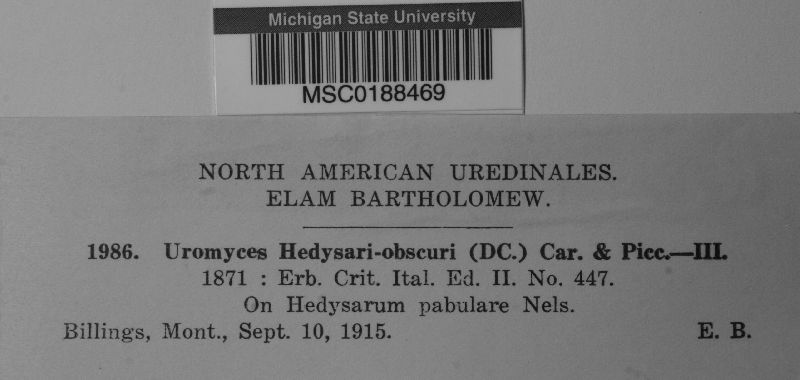 Michigan State University
MSC0188469
NORTH AMERICAN UREDINALES.
ELAM BARTHOLOMEW.
1986. Uromyces Hedysari-obscuri (DC.) Car. & Picc.—III.
1871 : Erb. Crit. Ital. Ed. II. No. 447.
On Hedysarum pabulare Nels.
Billings, Mont., Sept. 10, 1915. E. B.